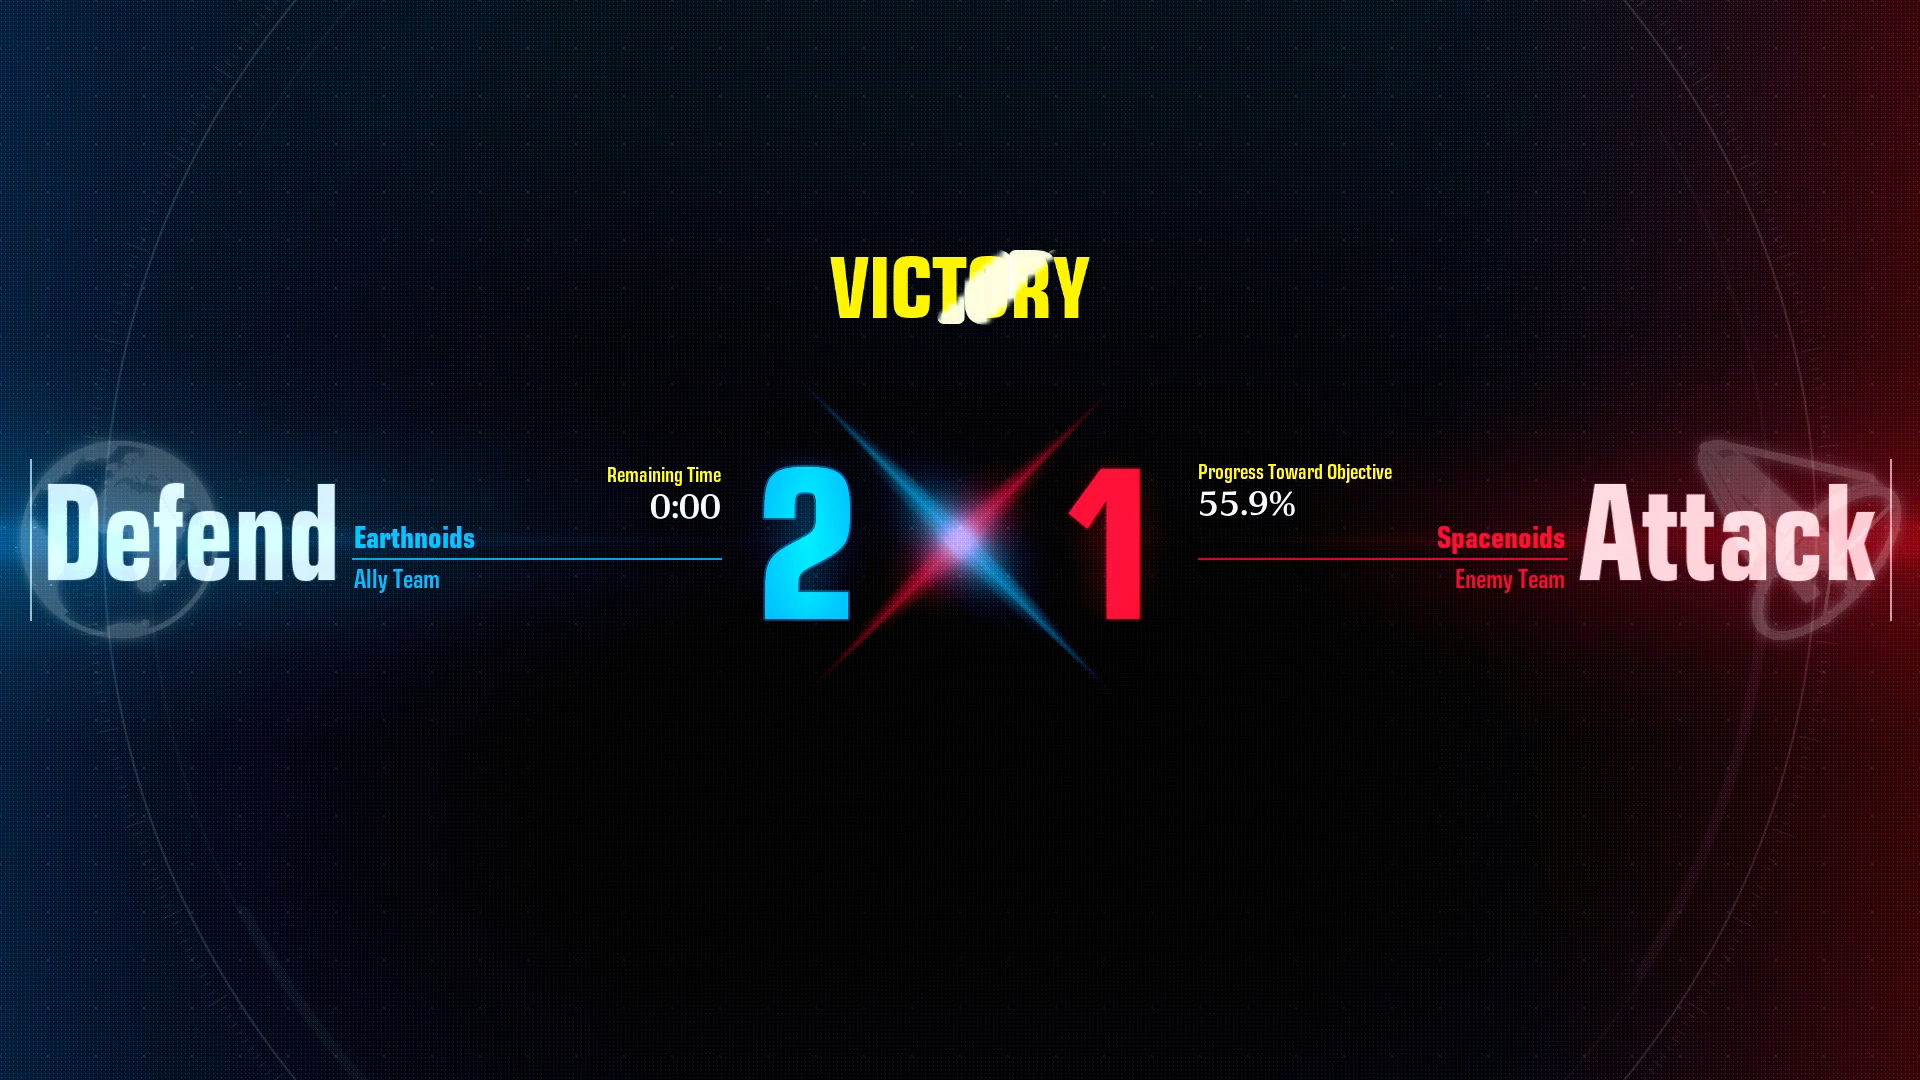 VICTORY
Defend
Earthnoids
Ally Team
Remaining Time
0:00
2
1
Progress Toward Objective
55.9%
Spacenoids
Enemy Team
Attack